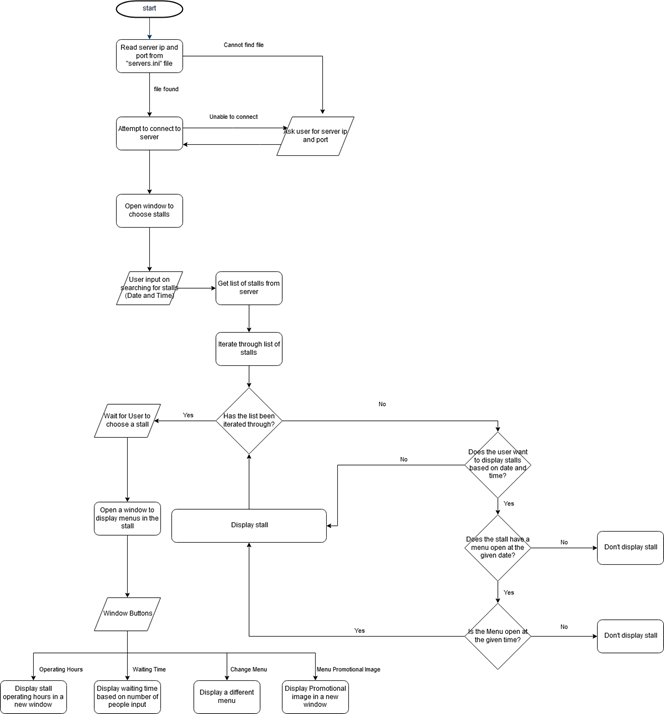 start
Read server ip and
port from
"servers.ini" file
Cannot find file
file found
Attempt to connect to
server
Unable to connect
Ask user for server ip
and port
Open window to
choose stalls
User input on
searching for stalls
(Date and Time)
Get list of stalls from
server
Iterate through list of
stalls
Has the list been
iterated through?
Yes
No
Wait for User to
choose a stall
Does the user want
to display stalls
based on date and
time?
No
Yes
Open a window to
display menus in the
stall
Display stall
Does the stall have a
menu open at the
given date?
No
Don't display stall
Yes
Window Buttons
Is the Menu open at
the given time?
Yes
No
Don't display stall
Operating Hours
Waiting Time
Change Menu
Menu Promotional Image
Display stall
operating hours in a
new window
Display waiting time
based on number of
people input
Display a different
menu
Display Promotional
image in a new
window